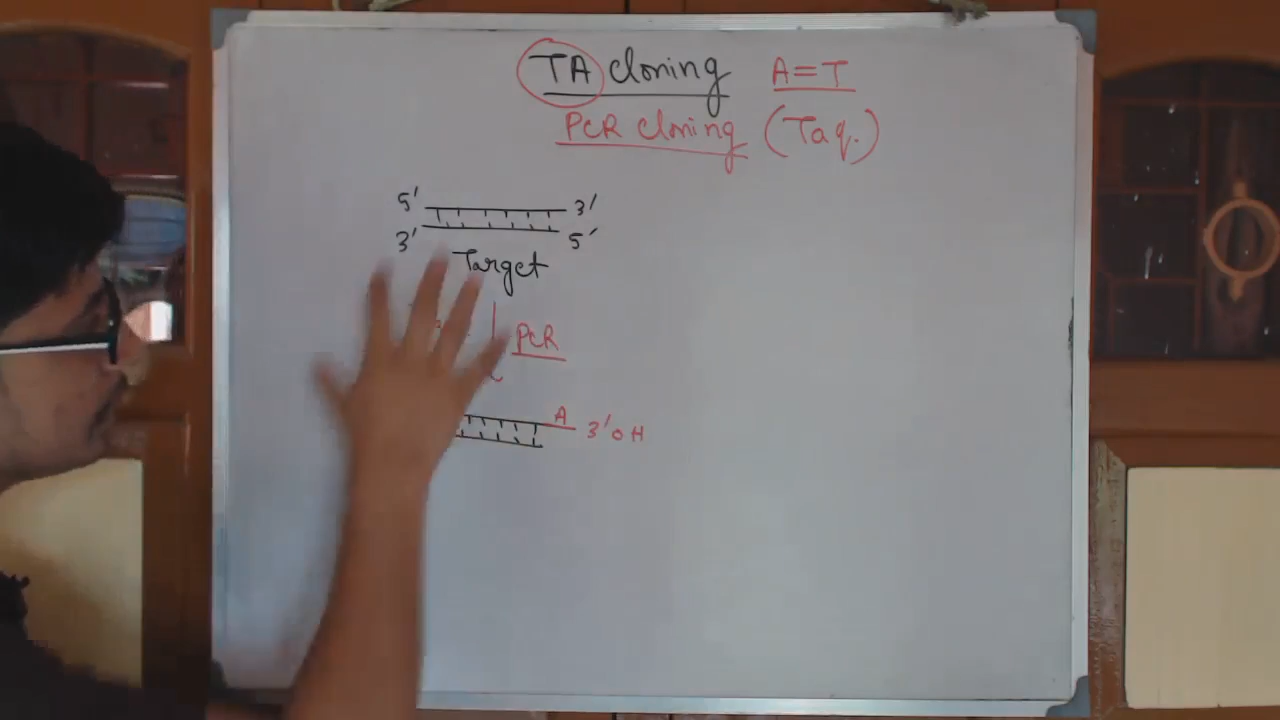 TA cloning A=T
PCR cloning (Taq.)
5' 3'
3' 5'
Target
PCR
A 3'OH